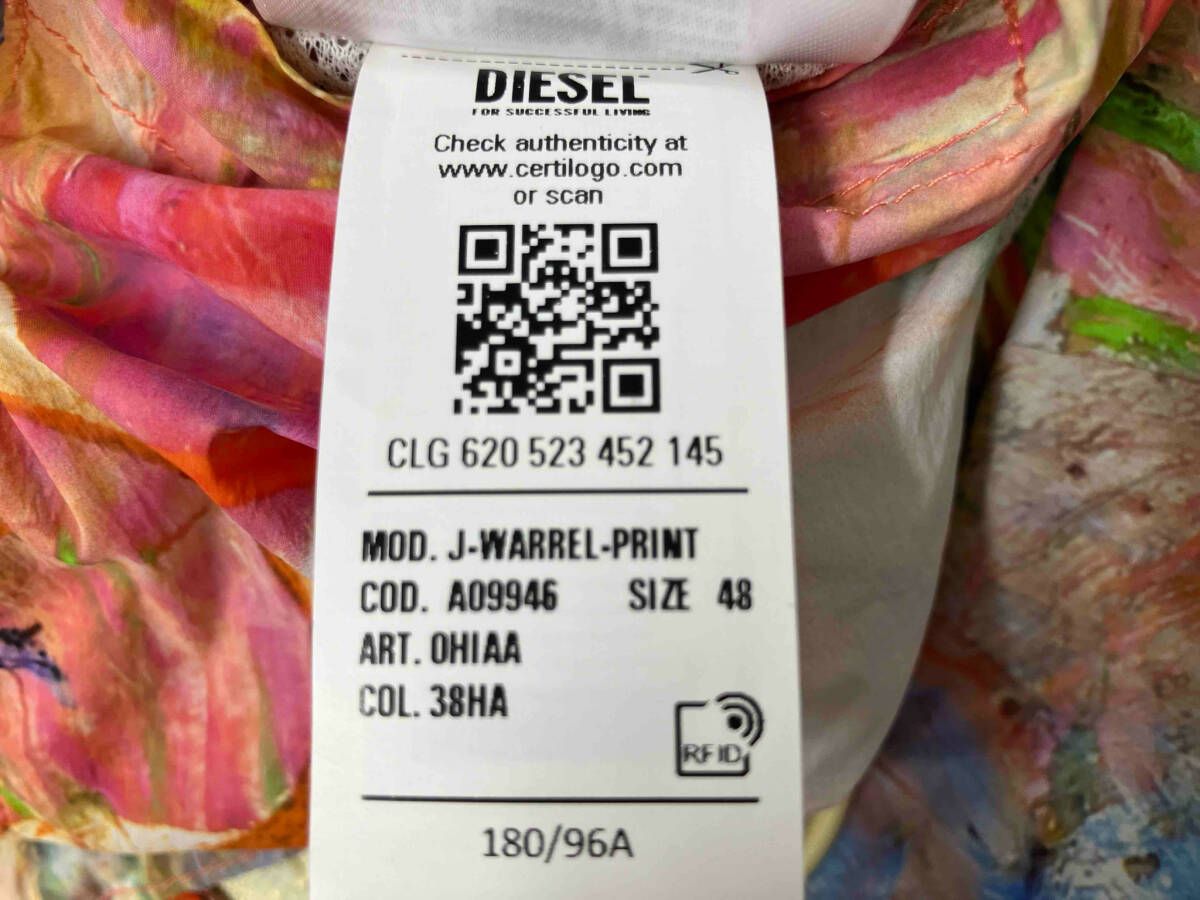 DIESEL
FOR SUCCESSFUL LIVING
Check authenticity at
www.certilogo.com
or scan
CLG 620 523 452 145
MOD. J-WARREL-PRINT
COD. A09946 SIZE 48
ART. 0HIAA
COL. 38HA
RFID
180/96A